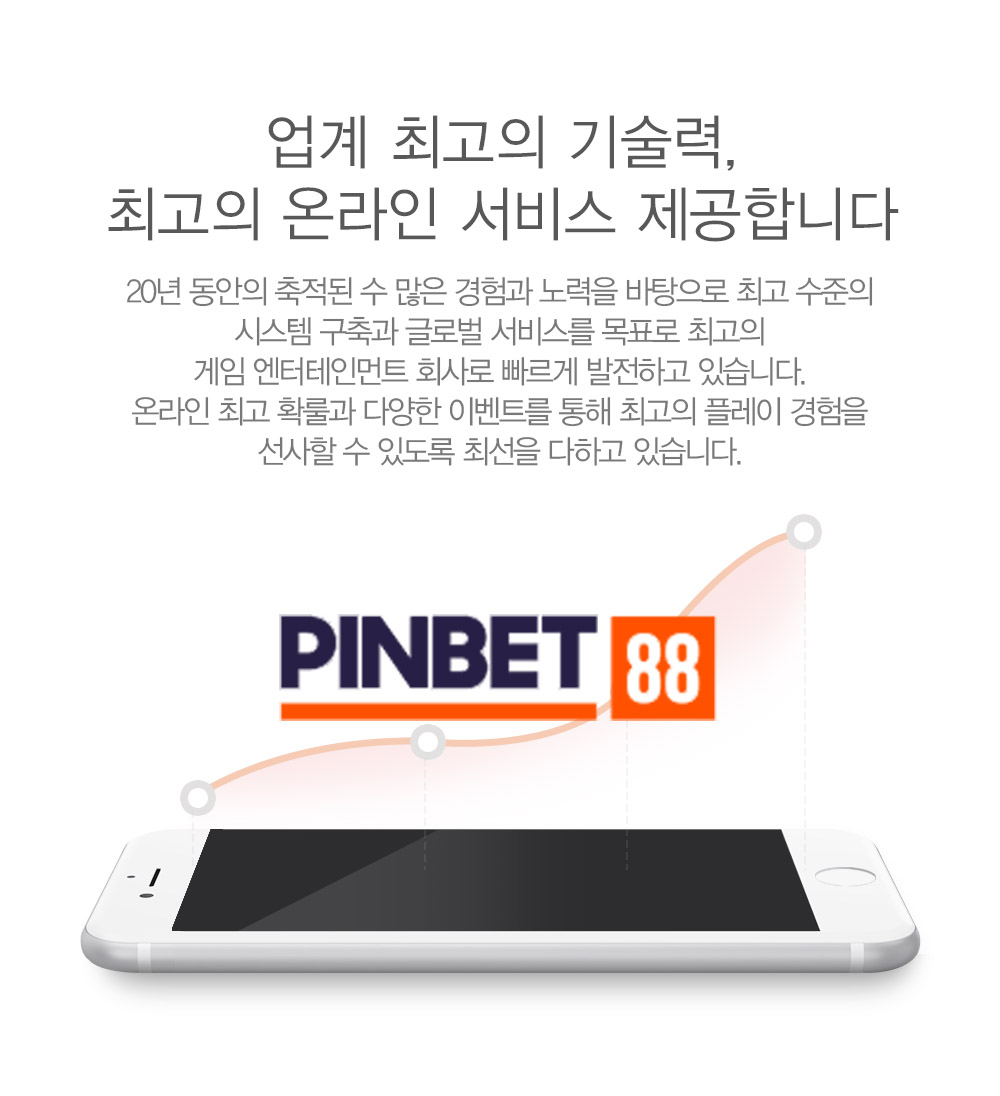 업계 최고의 기술력,
최고의 온라인 서비스 제공합니다
20년 동안의 축적된 수 많은 경험과 노력을 바탕으로 최고 수준의
시스템 구축과 글로벌 서비스를 목표로 최고의
게임 엔터테인먼트 회사로 빠르게 발전하고 있습니다.
온라인 최고 확률과 다양한 이벤트를 통해 최고의 플레이 경험을
선사할 수 있도록 최선을 다하고 있습니다.
PINBET 88